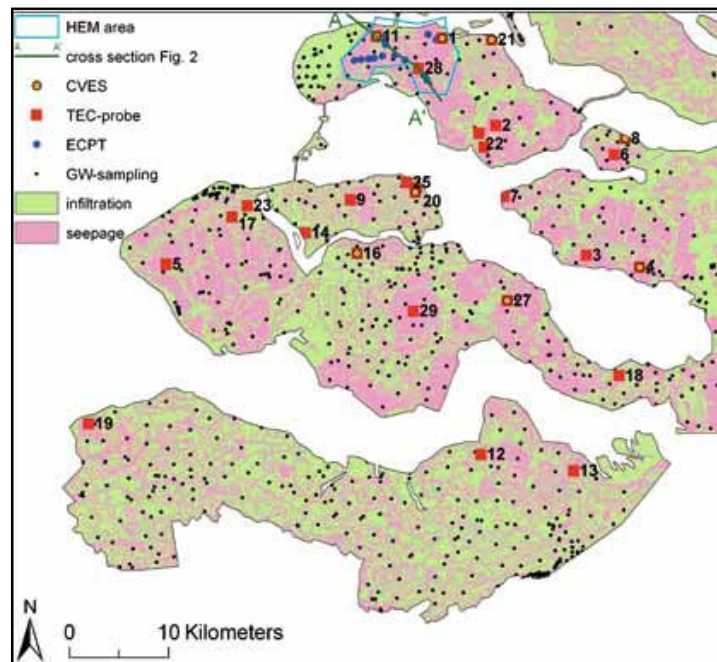 HEM area
A A' cross section Fig. 2
CVES
TEC-probe
ECPT
GW-sampling
infiltration
seepage
A
11
1
21
28
A'
2
22
8
6
25
20
9
7
23
17
14
16
5
3
4
27
29
18
19
12
13
N
0 10 Kilometers